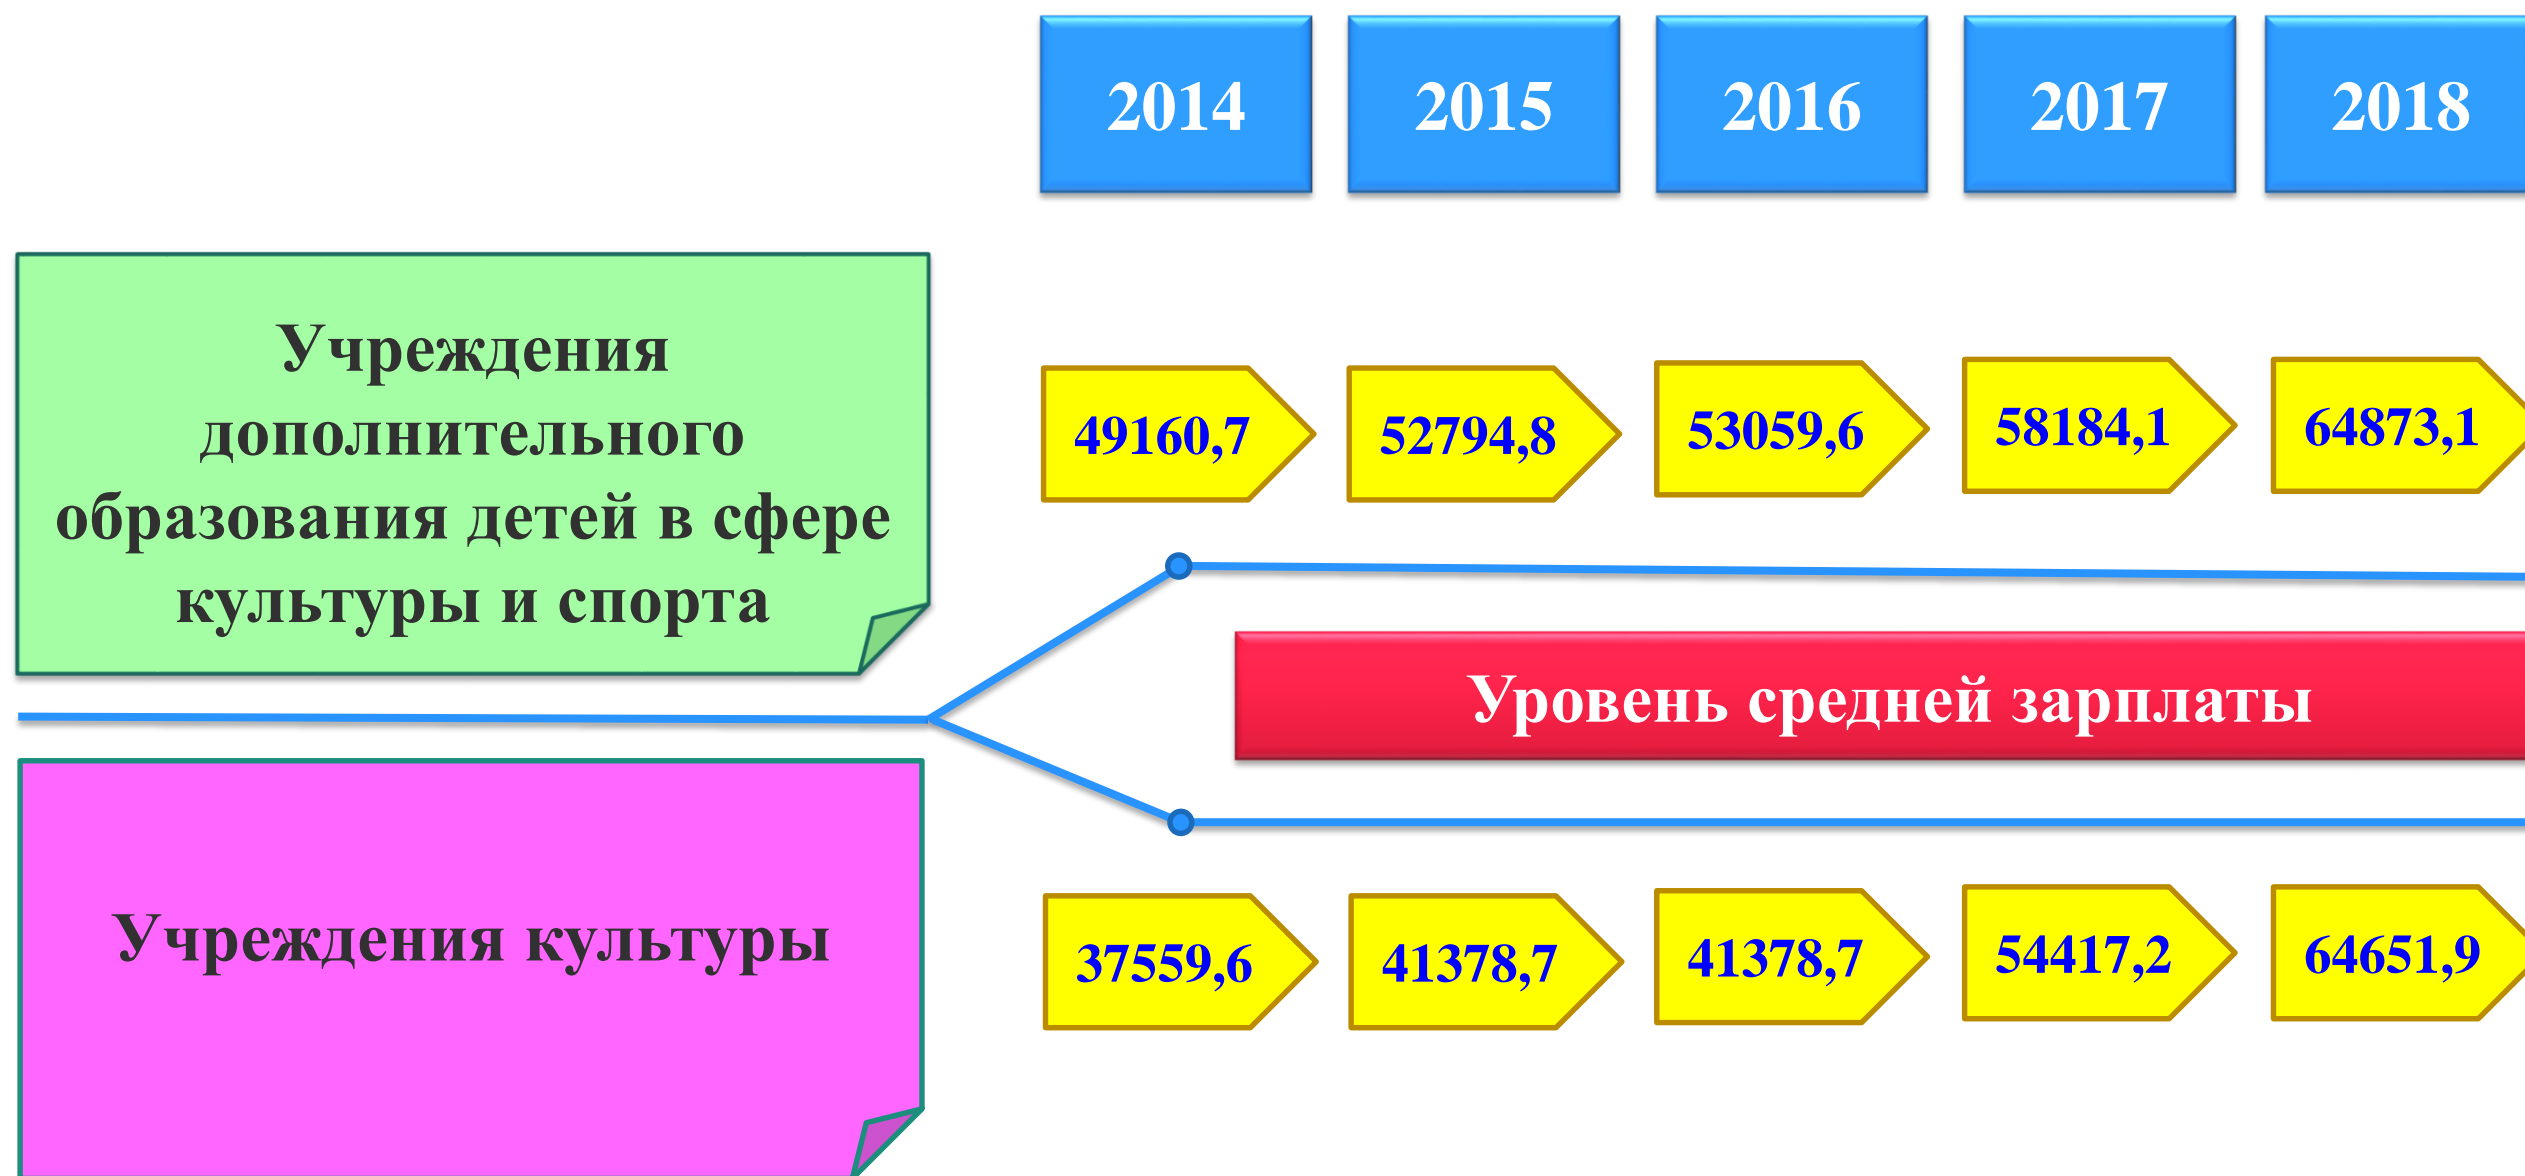 2014 2015 2016 2017 2018
Учреждения
дополнительного
образования детей в сфере
культуры и спорта
49160,7 52794,8 53059,6 58184,1 64873,1
Уровень средней зарплаты
Учреждения культуры
37559,6 41378,7 41378,7 54417,2 64651,9